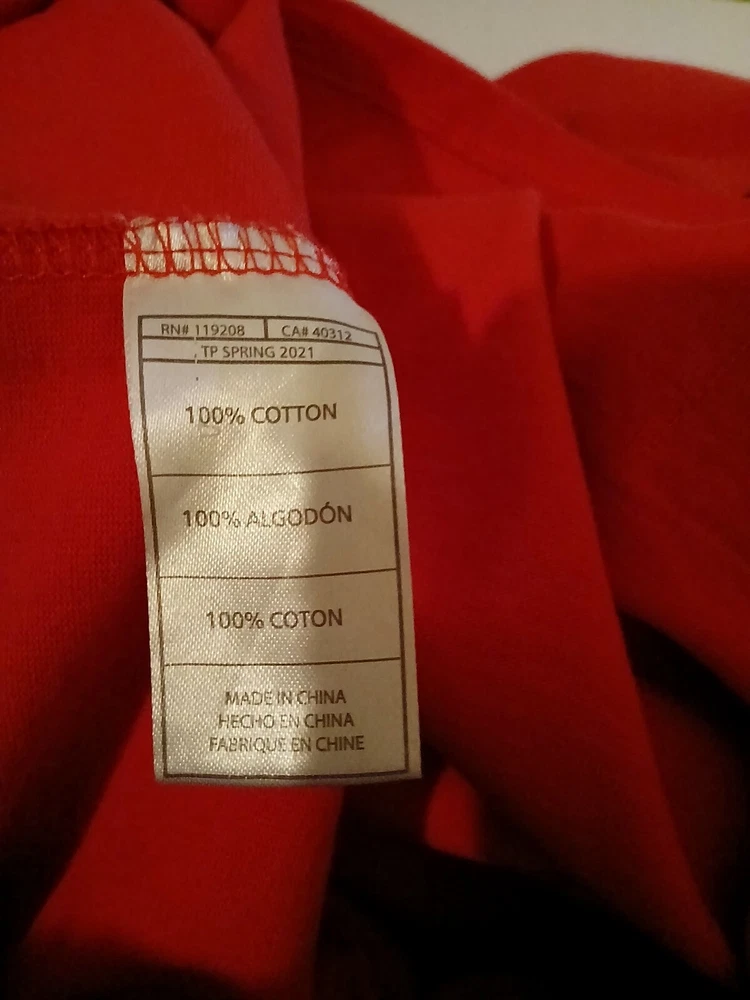 RN# 119208 CA# 40312
TP SPRING 2021
100% COTTON
100% ALGODÓN
100% COTON
MADE IN CHINA
HECHO EN CHINA
FABRIQUE EN CHINE